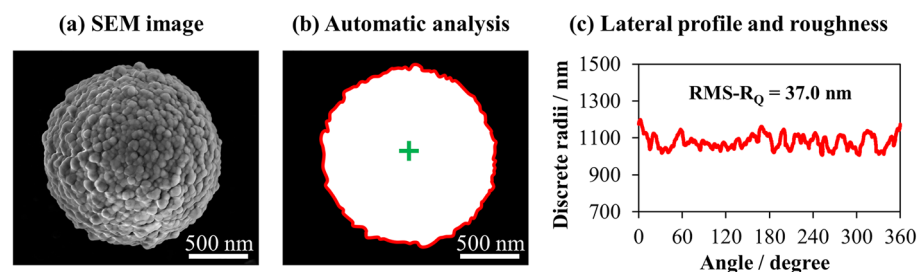 (a) SEM image
500 nm
(b) Automatic analysis
500 nm
(c) Lateral profile and roughness
Discrete radii / nm
1500
1300
1100
900
700
RMS-RQ = 37.0 nm
0 60 120 180 240 300 360
Angle / degree